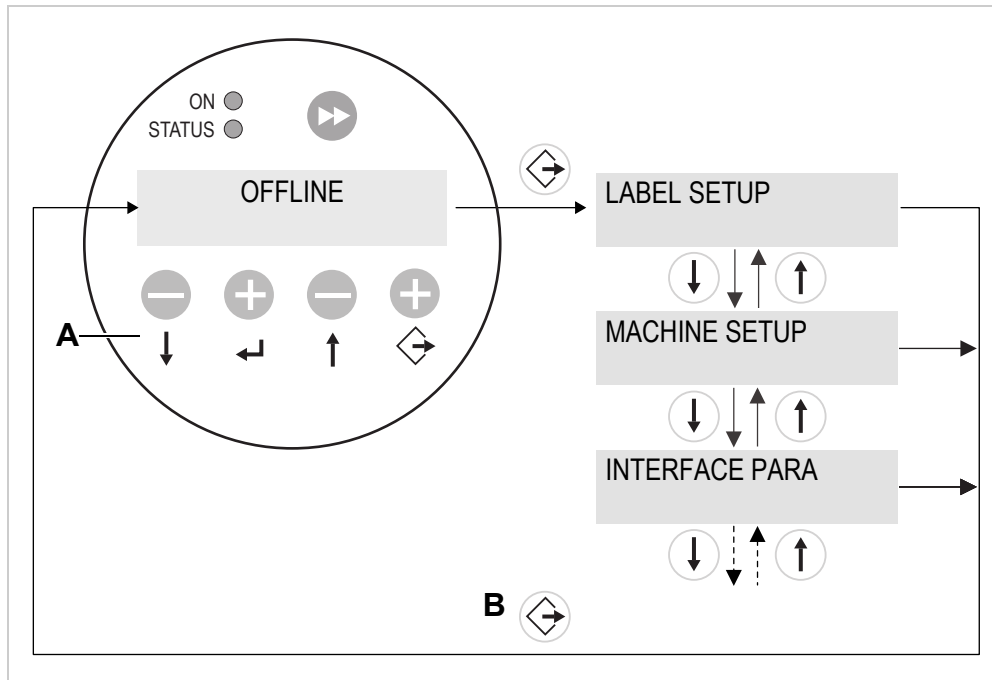 ON
STATUS
OFFLINE
A
LABEL SETUP
MACHINE SETUP
INTERFACE PARA
B